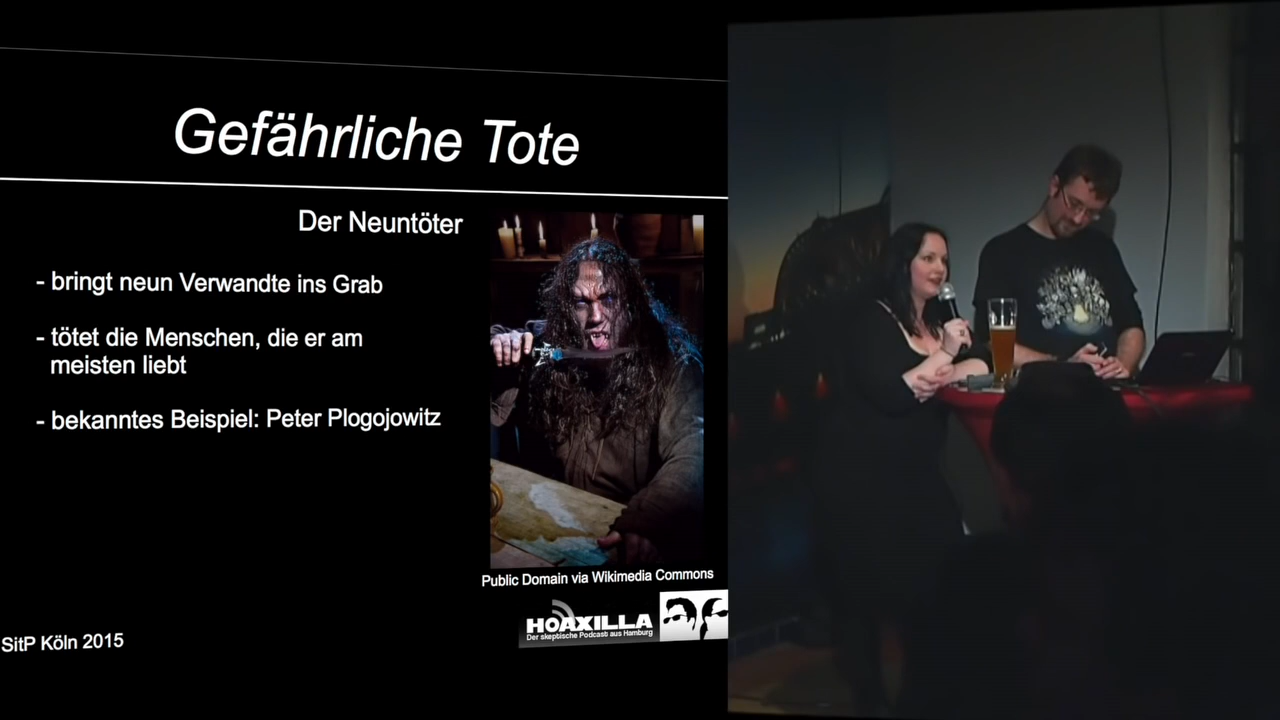 Gefährliche Tote
Der Neuntöter
- bringt neun Verwandte ins Grab
- tötet die Menschen, die er am
meisten liebt
- bekanntes Beispiel: Peter Plogojowitz
Public Domain via Wikimedia Commons
HOAXILLA
Der skeptische Podcast aus Hamburg
SitP Köln 2015